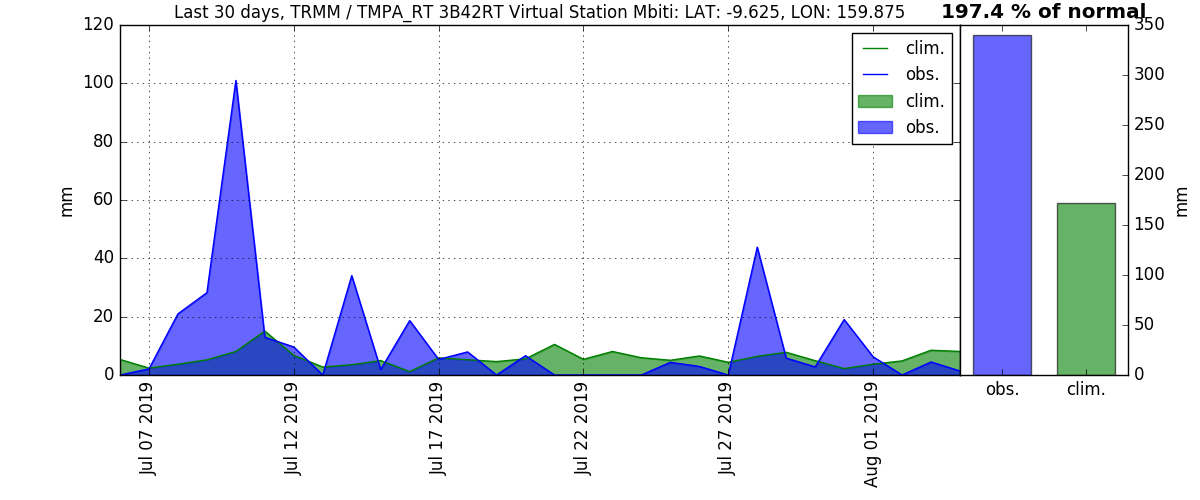 Last 30 days, TRMM / TMPA_RT 3B42RT Virtual Station Mbiti: LAT: -9.625, LON: 159.875
197.4 % of normal
120
100
80
60
40
20
0
mm
clim.
obs.
clim.
obs.
Jul 07 2019
Jul 12 2019
Jul 17 2019
Jul 22 2019
Jul 27 2019
Aug 01 2019
350
300
250
200
150
100
50
0
mm
obs.
clim.